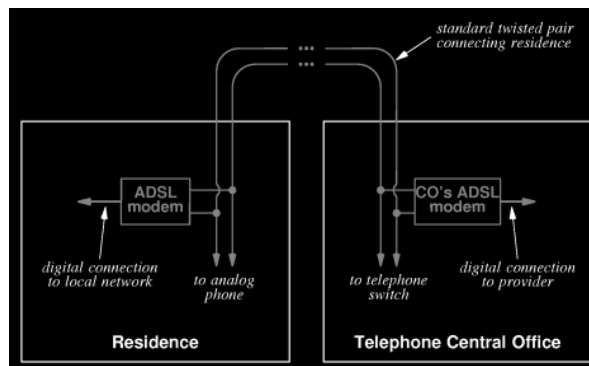 standard twisted pair
connecting residence
ADSL
modem
CO's ADSL
modem
digital connection
to local network
to analog
phone
to telephone
switch
digital connection
to provider
Residence
Telephone Central Office